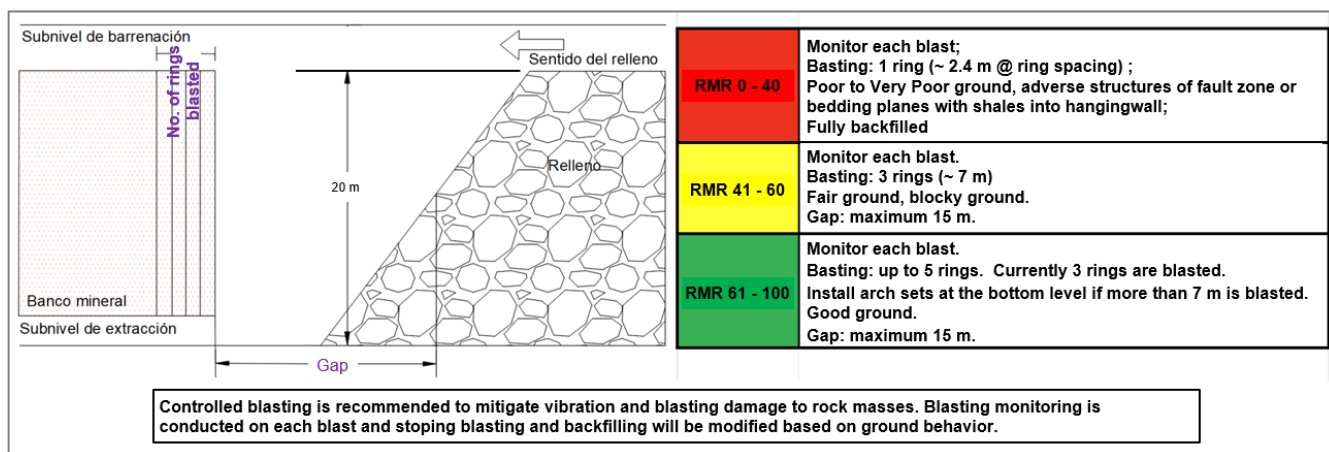 Subnivel de barrenación
No. of rings
blasted
Sentido del relleno
20 m
Relleno
Banco mineral
Subnivel de extracción
Gap
RMR 0 - 40
Monitor each blast;
Basting: 1 ring (~ 2.4 m @ ring spacing) ;
Poor to Very Poor ground, adverse structures of fault zone or
bedding planes with shales into hangingwall;
Fully backfilled
RMR 41 - 60
Monitor each blast.
Basting: 3 rings (~ 7 m)
Fair ground, blocky ground.
Gap: maximum 15 m.
RMR 61 - 100
Monitor each blast.
Basting: up to 5 rings.  Currently 3 rings are blasted.
Install arch sets at the bottom level if more than 7 m is blasted.
Good ground.
Gap: maximum 15 m.
Controlled blasting is recommended to mitigate vibration and blasting damage to rock masses. Blasting monitoring is
conducted on each blast and stoping blasting and backfilling will be modified based on ground behavior.